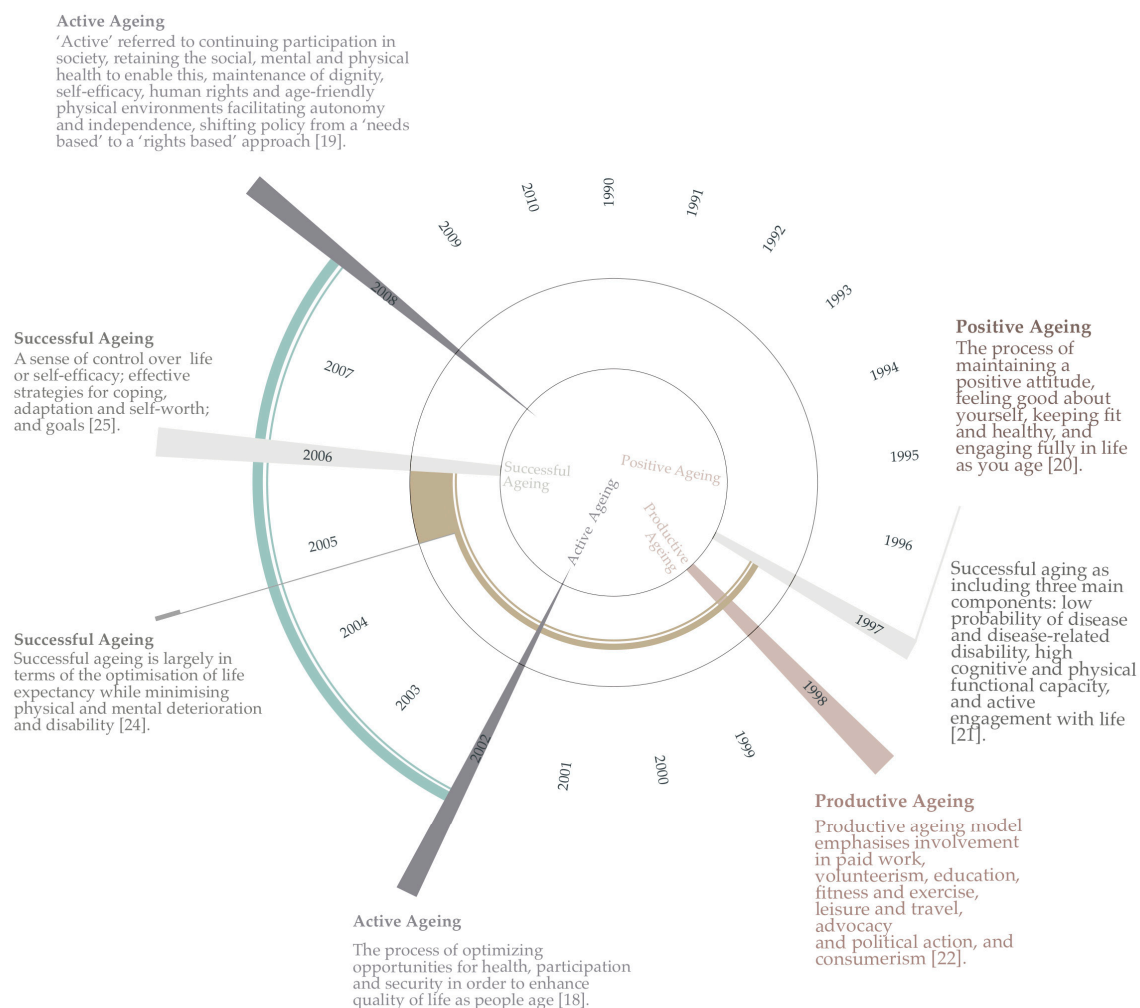 Active Ageing
‘Active’ referred to continuing participation in
society, retaining the social, mental and physical
health to enable this, maintenance of dignity,
self-efficacy, human rights and age-friendly
physical environments facilitating autonomy
and independence, shifting policy from a ‘needs
based’ to a ‘rights based’ approach [19].
1990
1991
1992
1993
1994
1995
1996
1997
1998
1999
2000
2001
2002
2003
2004
2005
2006
2007
2008
2009
2010
Successful Ageing
A sense of control over life
or self-efficacy; effective
strategies for coping,
adaptation and self-worth;
and goals [25].
Successful
Ageing
Positive Ageing
Productive
Ageing
Active Ageing
Positive Ageing
The process of
maintaining a
positive attitude,
feeling good about
yourself, keeping fit
and healthy, and
engaging fully in life
as you age [20].
Successful aging as
including three main
components: low
probability of disease
and disease-related
disability, high
cognitive and physical
functional capacity,
and active
engagement with life
[21].
Successful Ageing
Successful ageing is largely in
terms of the optimisation of life
expectancy while minimising
physical and mental deterioration
and disability [24].
Productive Ageing
Productive ageing model
emphasises involvement
in paid work,
volunteerism, education,
fitness and exercise,
leisure and travel,
advocacy
and political action, and
consumerism [22].
Active Ageing
The process of optimizing
opportunities for health, participation
and security in order to enhance
quality of life as people age [18].